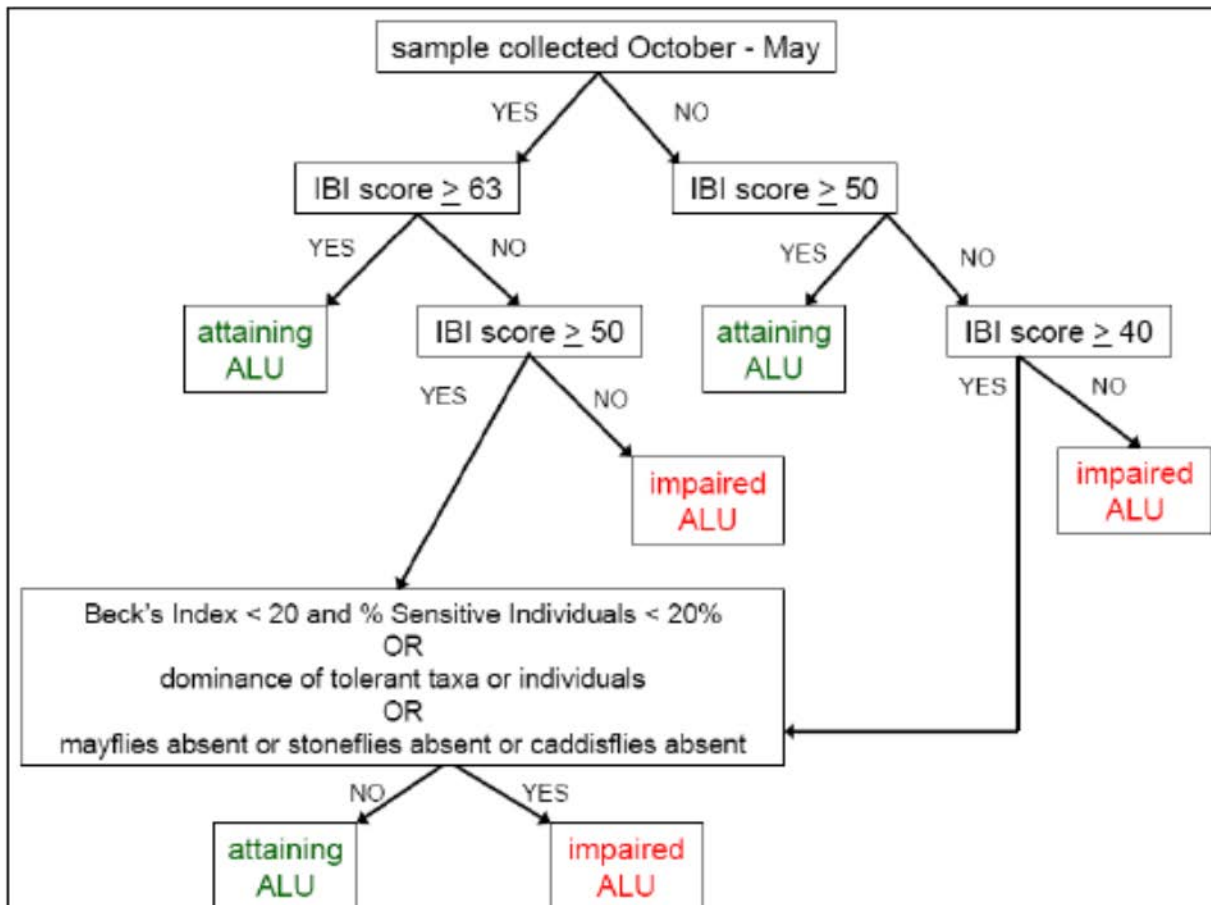 sample collected October - May
YES
NO
IBI score ≥ 63
IBI score ≥ 50
YES
NO
YES
NO
attaining
ALU
IBI score ≥ 50
attaining
ALU
IBI score ≥ 40
YES
NO
YES
NO
impaired
ALU
impaired
ALU
Beck's Index < 20 and % Sensitive Individuals < 20%
OR
dominance of tolerant taxa or individuals
OR
mayflies absent or stoneflies absent or caddisflies absent
NO
YES
attaining
ALU
impaired
ALU